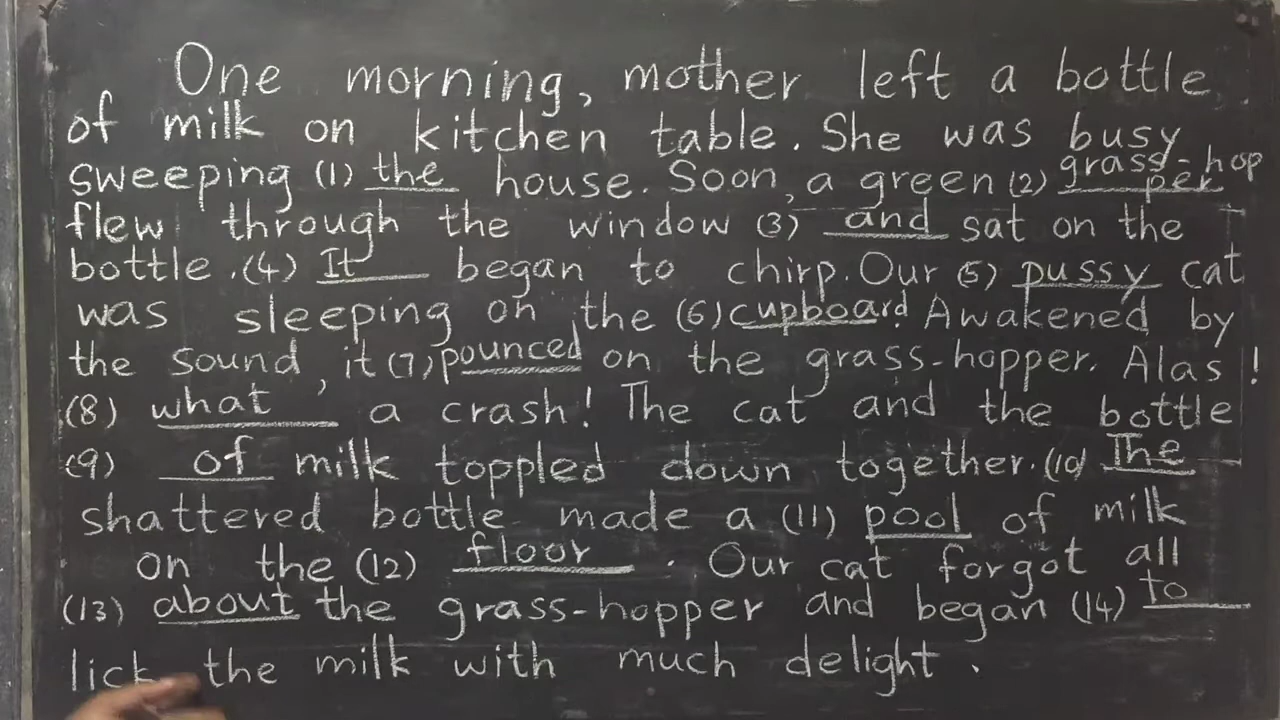 One morning, mother left a bottle
of milk on kitchen table. She was busy
sweeping (1) the house. Soon, a green (2) grass-hopper
flew through the window (3) and sat on the
bottle. (4) It began to chirp. Our (5) pussy cat
was sleeping on the (6) cupboard. Awakened by
the sound, it (7) pounced on the grass-hopper. Alas!
(8) what a crash! The cat and the bottle
(9) of milk toppled down together. (10) The
shattered bottle made a (11) pool of milk
on the (12) floor. Our cat forgot all
(13) about the grass-hopper and began (14) to
lick the milk with much delight.